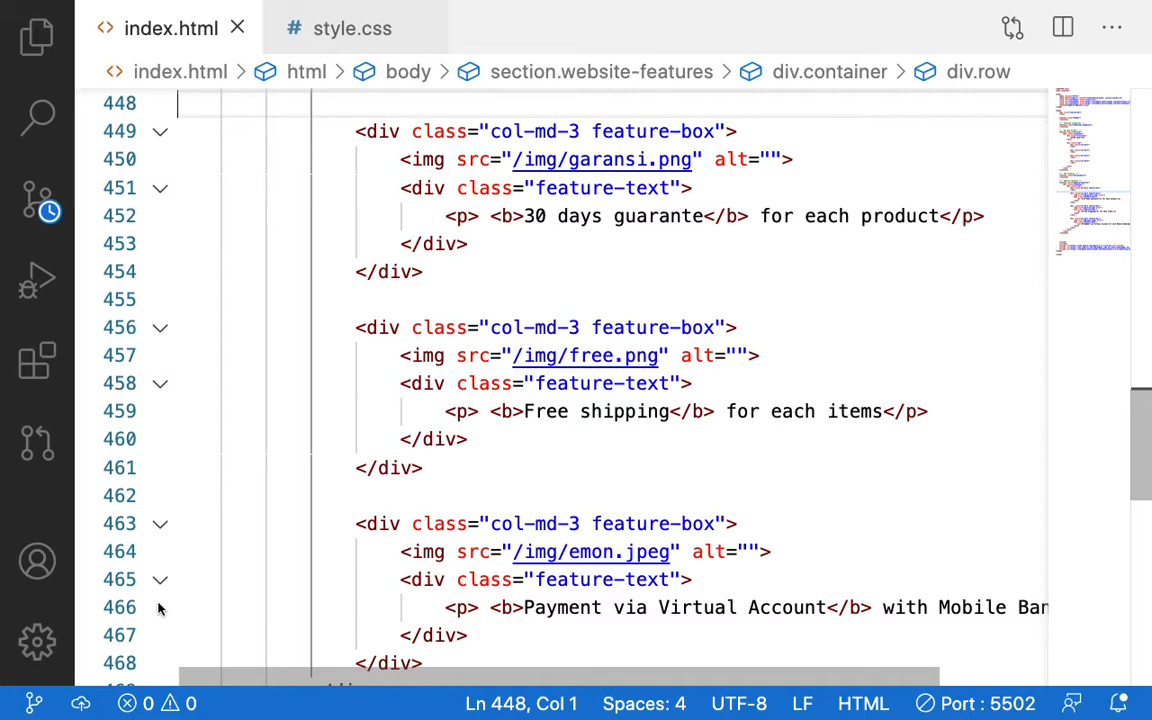 index.html
style.css
index.html html body section.website-features div.container div.row
448
449 <div class="col-md-3 feature-box">
450 <img src="/img/garansi.png" alt="">
451 <div class="feature-text">
452 <p> <b>30 days guarante</b> for each product</p>
453 </div>
454 </div>
455
456 <div class="col-md-3 feature-box">
457 <img src="/img/free.png" alt="">
458 <div class="feature-text">
459 <p> <b>Free shipping</b> for each items</p>
460 </div>
461 </div>
462
463 <div class="col-md-3 feature-box">
464 <img src="/img/emon.jpeg" alt="">
465 <div class="feature-text">
466 <p> <b>Payment via Virtual Account</b> with Mobile Ban
467 </div>
468 </div>
0 0 Ln 448, Col 1 Spaces: 4 UTF-8 LF HTML Port : 5502